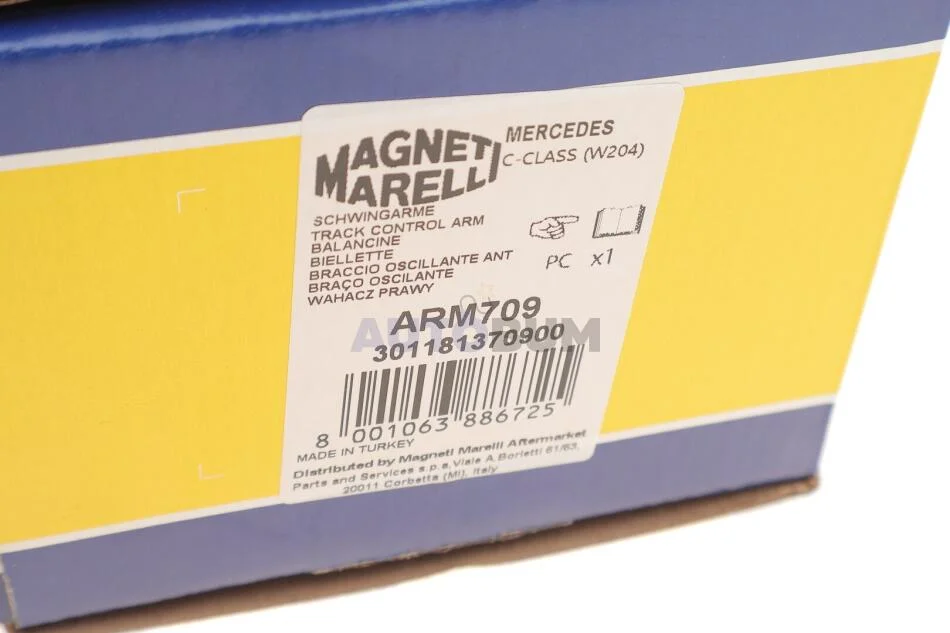 MAGNETI
MARELLI
MERCEDES
C-CLASS (W204)
SCHWINGARME
TRACK CONTROL ARM
BALANCINE
BIELLETTE
BRACCIO OSCILLANTE ANT
BRAÇO OSCILANTE
WAHACZ PRAWY
PC x1
ARM709
AUTOBUM
301181370900
8 001063 886725
MADE IN TURKEY
Distributed by Magneti Marelli Aftermarket
Parts and Services s.p.a, Viale A.Borletti 61/63,
20011 Corbetta (MI), Italy